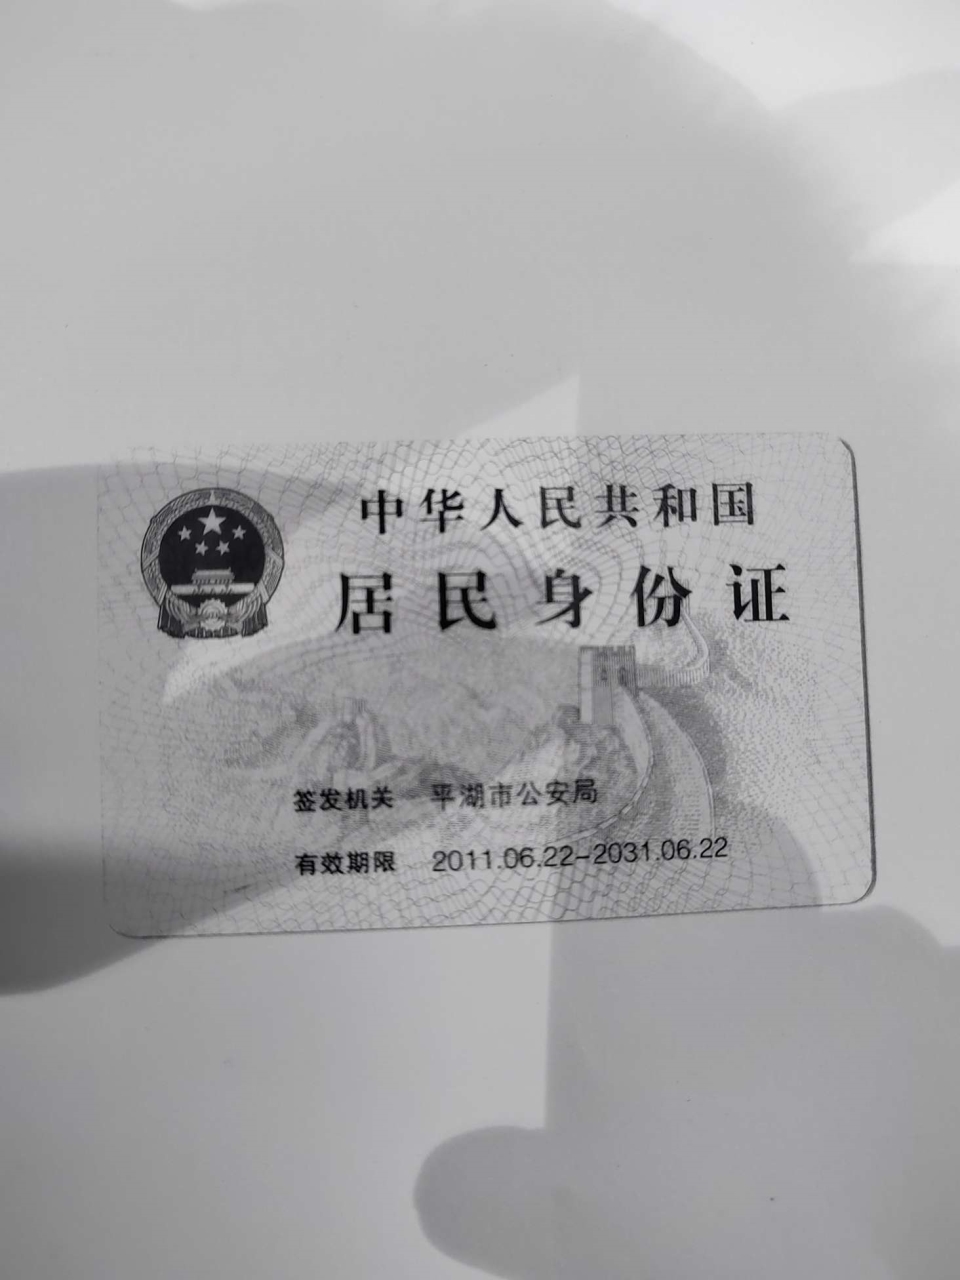 中华人民共和国
居民身份证
签发机关 平湖市公安局
有效期限 2011.06.22-2031.06.22